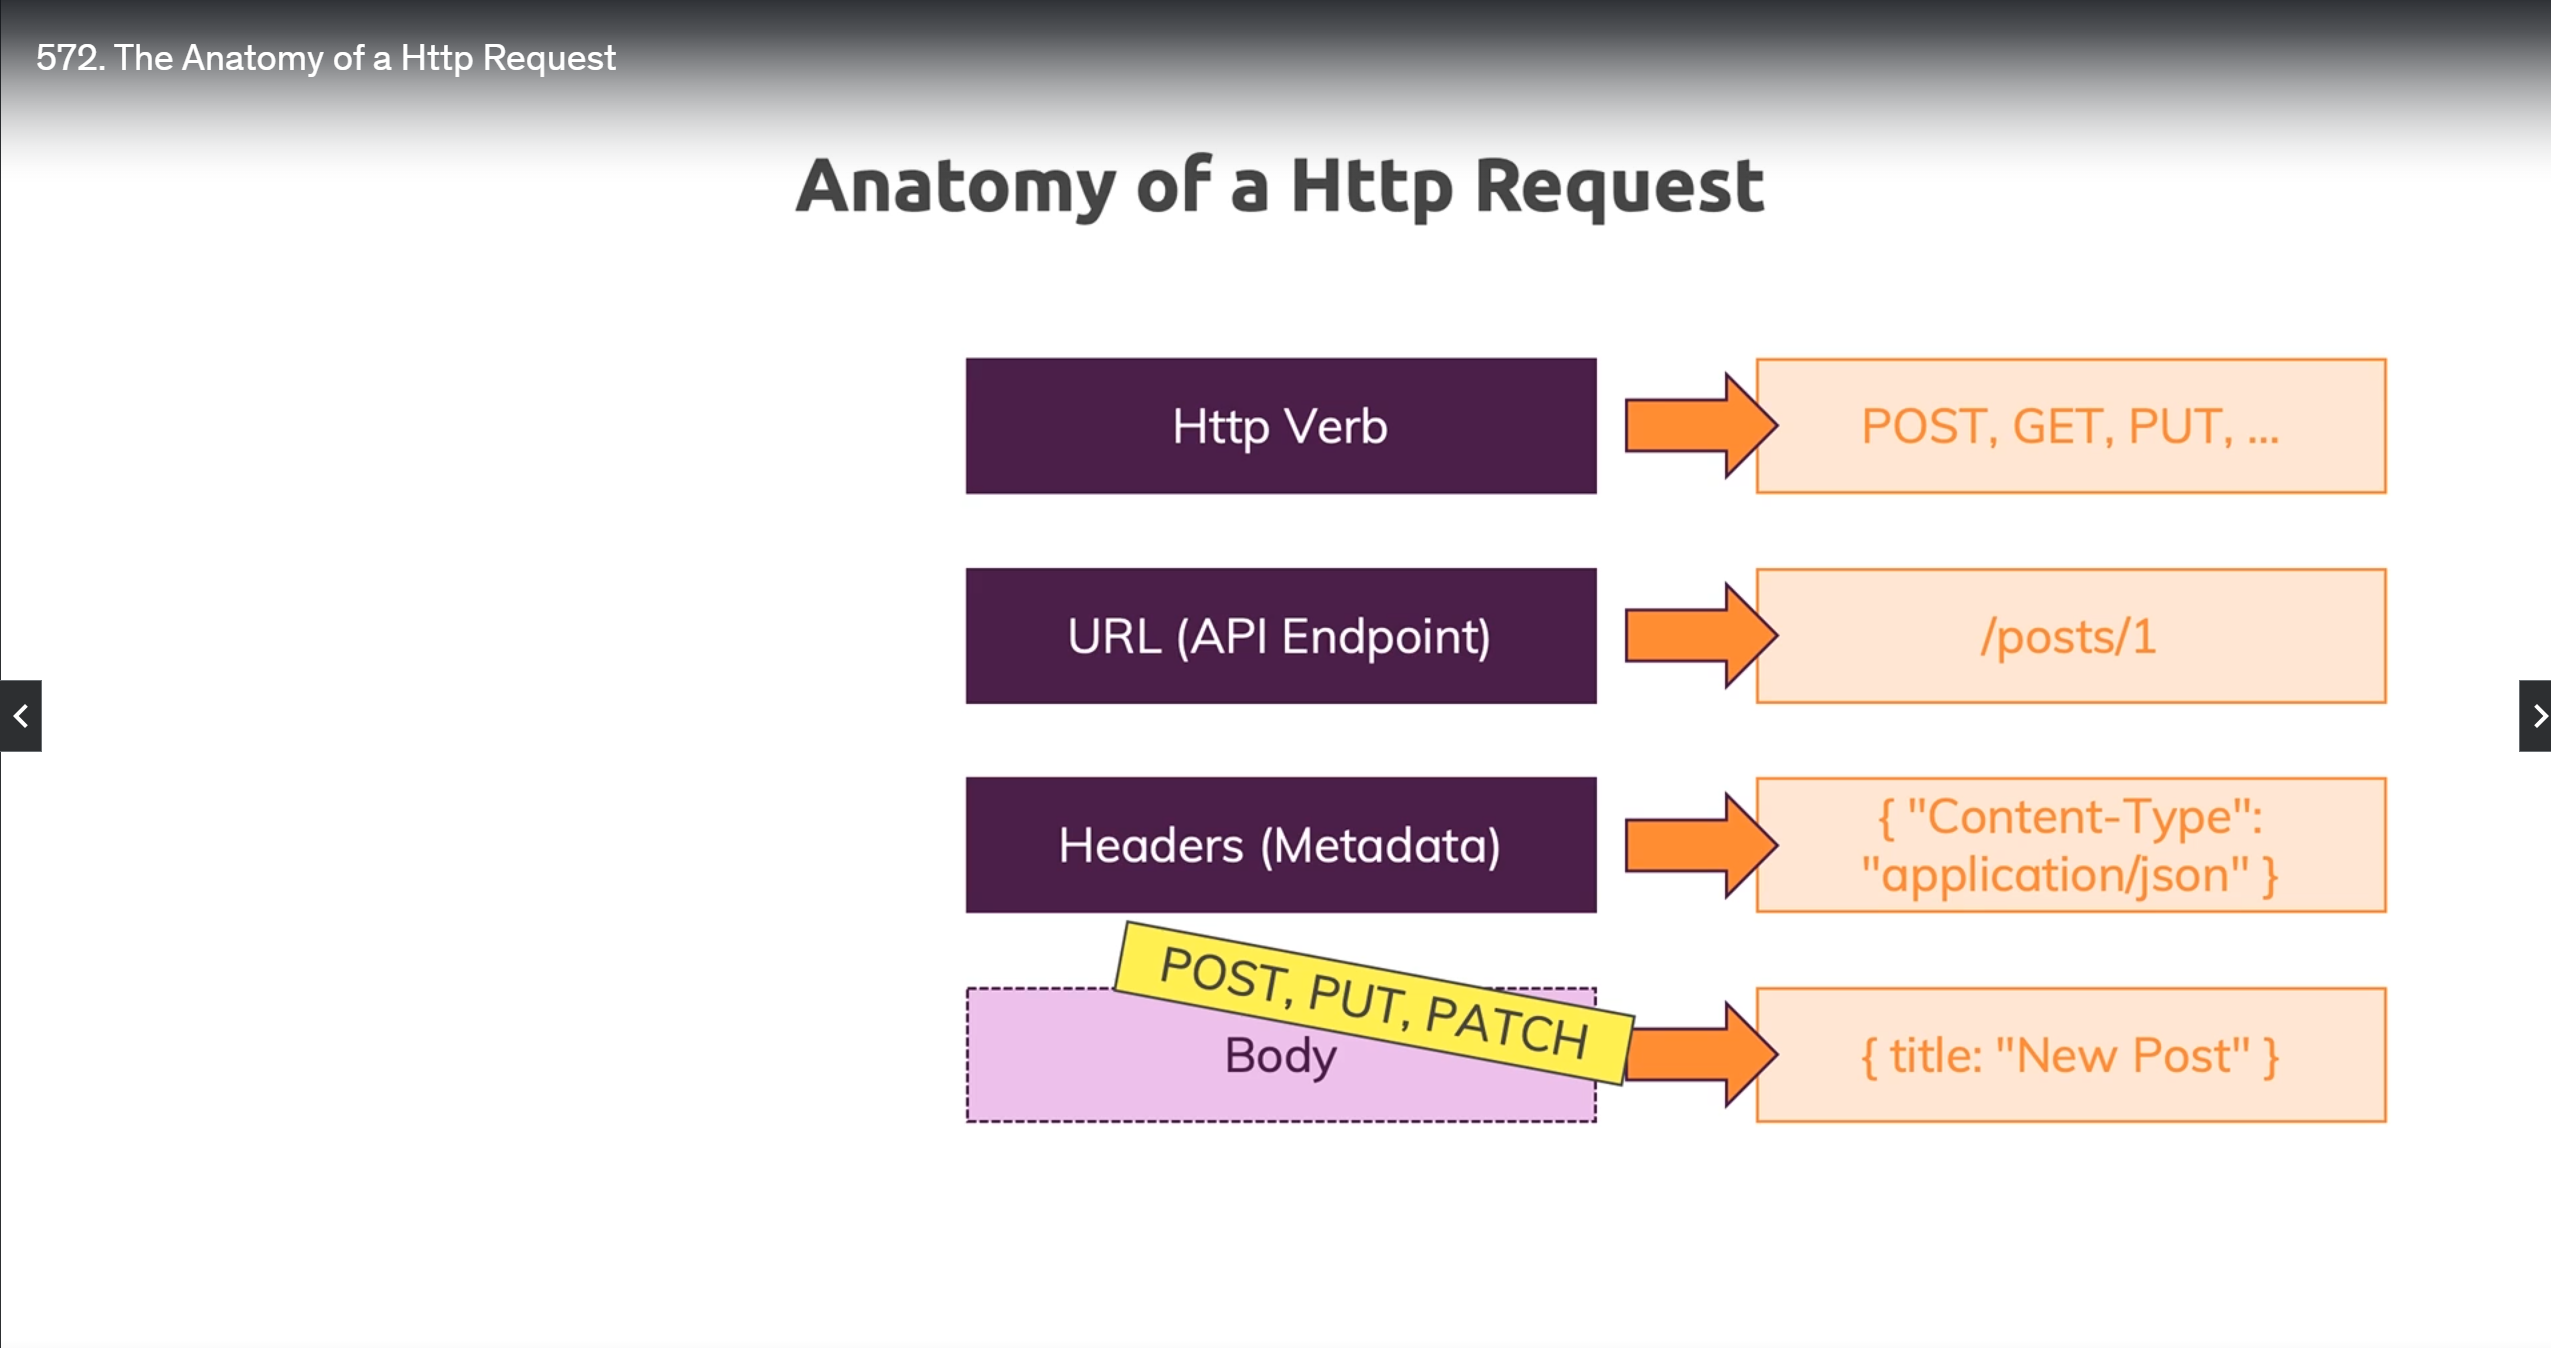 572. The Anatomy of a Http Request
Anatomy of a Http Request
Http Verb
POST, GET, PUT, ...
URL (API Endpoint)
/posts/1
Headers (Metadata)
{ "Content-Type":
"application/json" }
POST, PUT, PATCH
Body
{ title: "New Post" }